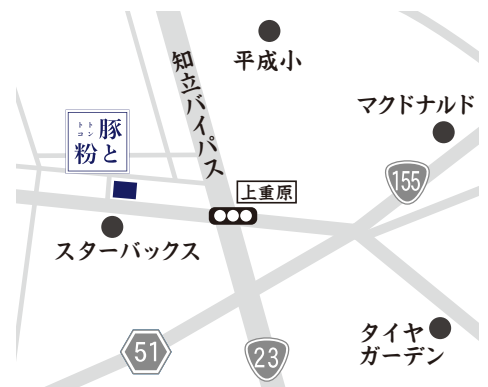 平成小
知立バイパス
マクドナルド
豚と
粉
トト
コン
155
上重原
スターバックス
タイヤ
ガーデン
51
23